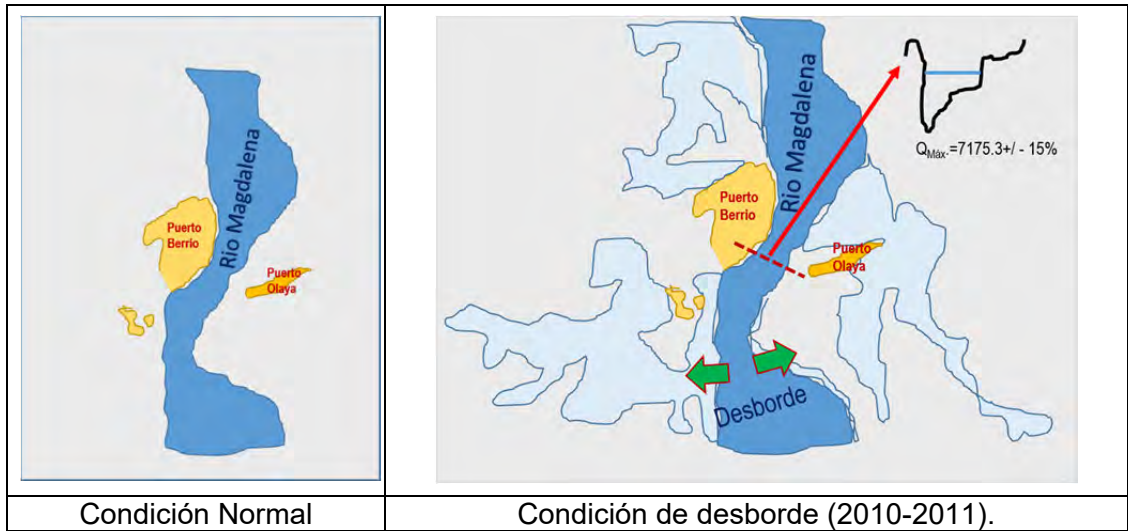 Rio Magdalena
Puerto
Berrio
Puerto
Olaya
Condición Normal
Rio Magdalena
Q Máx.=7175.3+/ - 15%
Puerto
Berrio
Puerto
Olaya
Desborde
Condición de desborde (2010-2011).